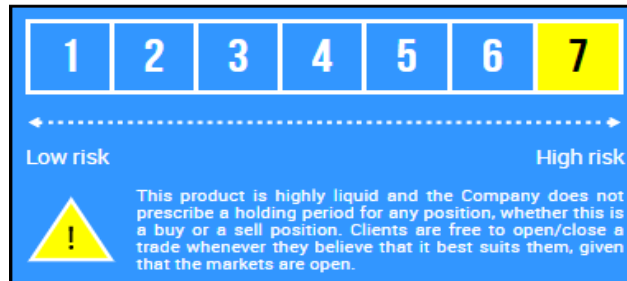 1 2 3 4 5 6 7
Low risk High risk
!
This product is highly liquid and the Company does not
prescribe a holding period for any position, whether this is
a buy or a sell position. Clients are free to open/close a
trade whenever they believe that it best suits them, given
that the markets are open.